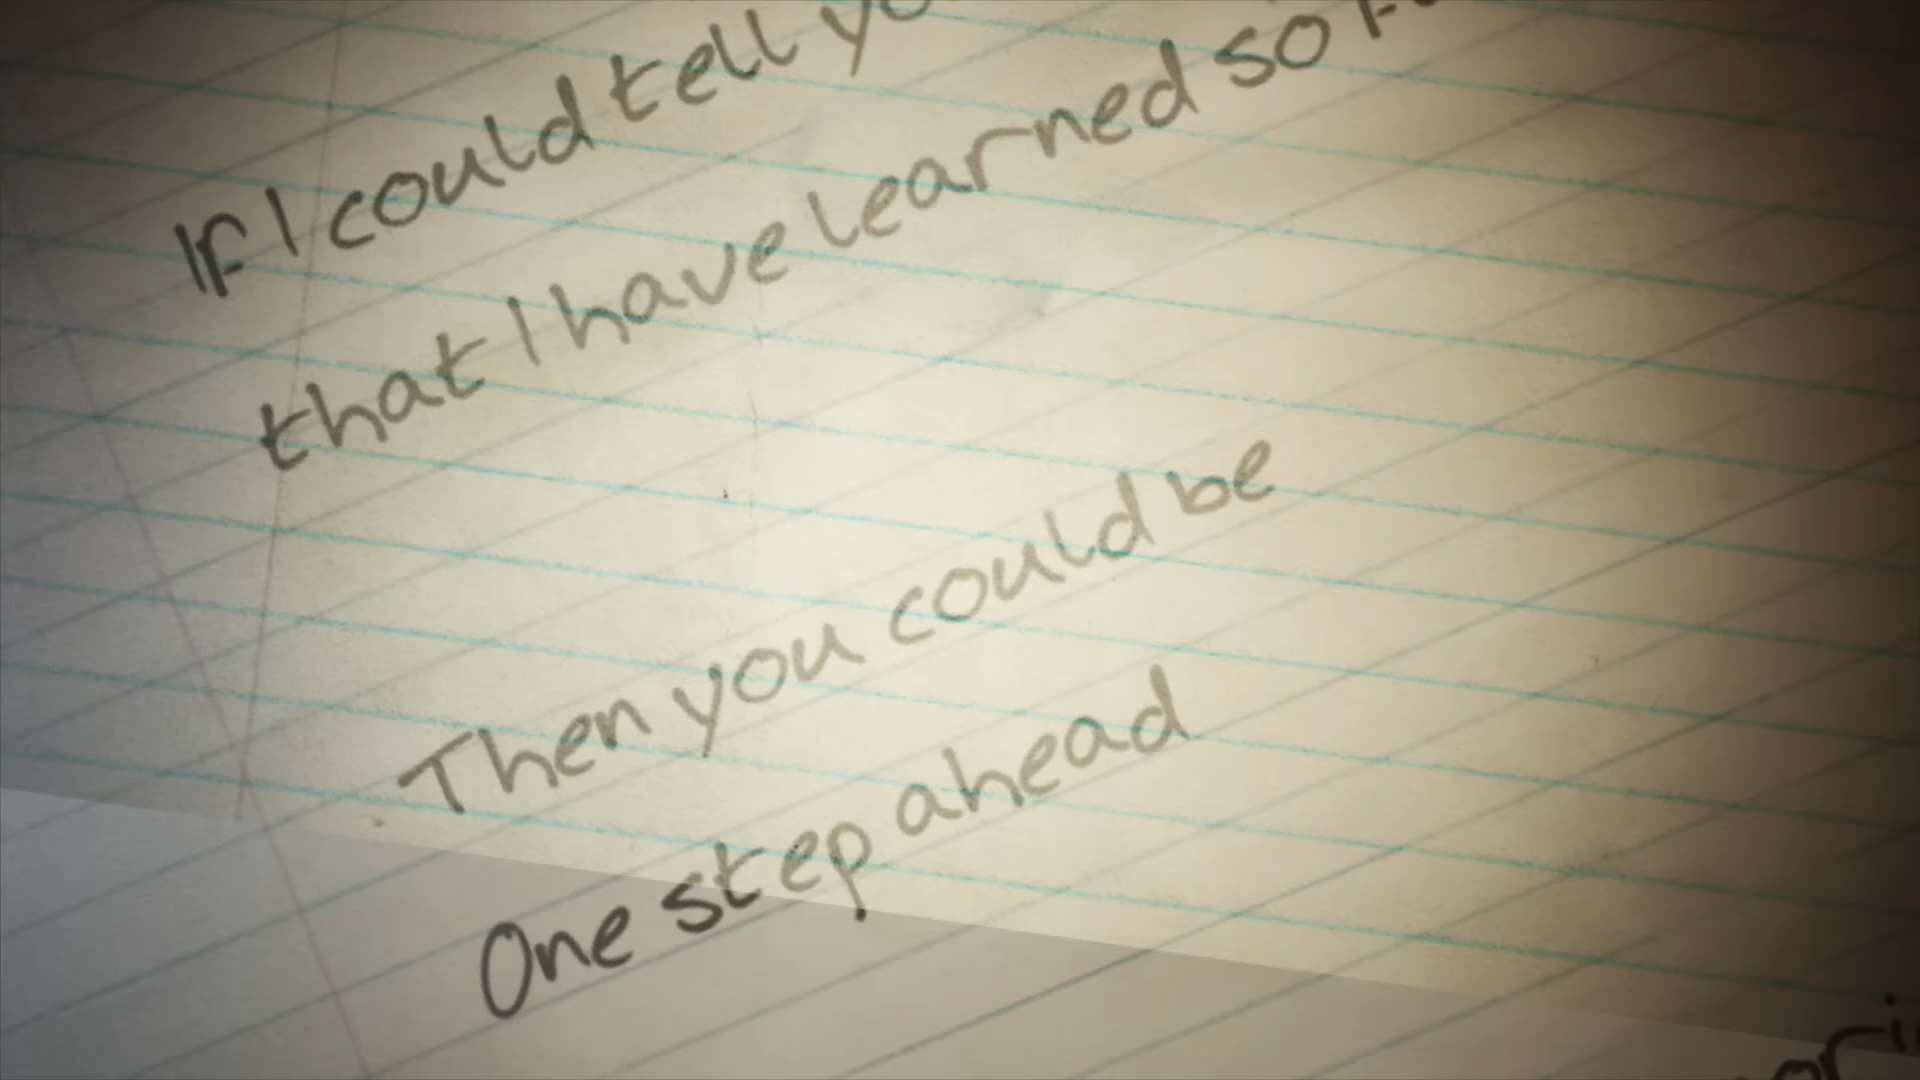 If I could tell
that I have learned so
Then you could be
One step ahead